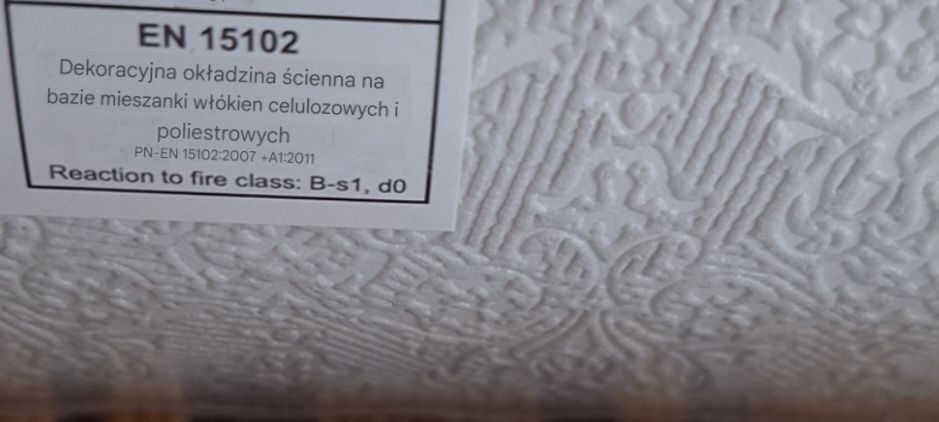 EN 15102
Dekoracyjna okładzina ścienna na
bazie mieszanki włókien celulozowych i
poliestrowych
PN-EN 15102:2007 +A1:2011
Reaction to fire class: B-s1, d0